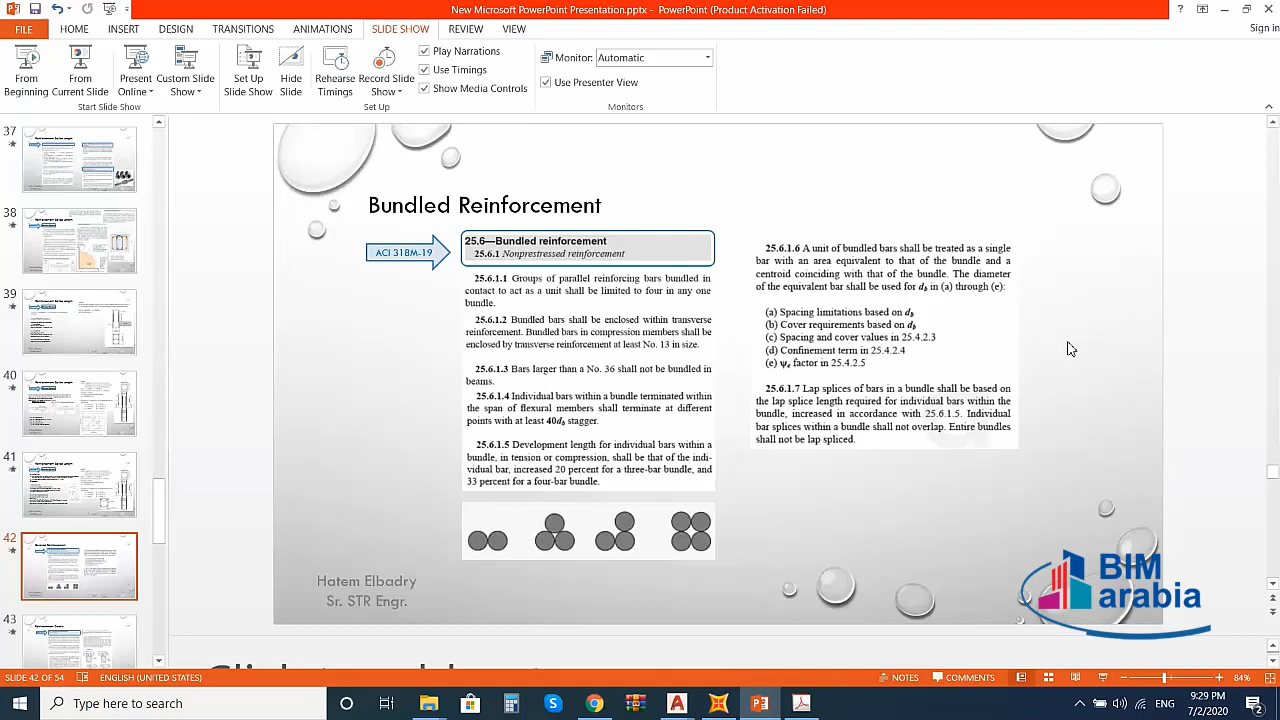 New Microsoft PowerPoint Presentation.pptx - PowerPoint (Product Activation Failed)
FILE HOME INSERT DESIGN TRANSITIONS ANIMATIONS SLIDE SHOW REVIEW VIEW
Sign in
From Beginning
From Current Slide
Present Online
Custom Slide Show
Start Slide Show
Set Up Slide Show
Hide Slide
Rehearse Timings
Record Slide Show
Play Narrations
Use Timings
Show Media Controls
Set Up
Monitor: Automatic
Use Presenter View
Monitors
37
38
39
40
41
42
43
Bundled Reinforcement
ACI 318M-19
25.6—Bundled reinforcement
25.6.1 Nonprestressed reinforcement
25.6.1.1 Groups of parallel reinforcing bars bundled in
contact to act as a unit shall be limited to four in any one
bundle.
25.6.1.2 Bundled bars shall be enclosed within transverse
reinforcement. Bundled bars in compression members shall be
enclosed by transverse reinforcement at least No. 13 in size.
25.6.1.3 Bars larger than a No. 36 shall not be bundled in
beams.
25.6.1.4 Individual bars within a bundle terminated within
the span of flexural members shall terminate at different
points with at least 40db stagger.
25.6.1.5 Development length for individual bars within a
bundle, in tension or compression, shall be that of the indi-
vidual bar, increased 20 percent for a three-bar bundle, and
33 percent for a four-bar bundle.
25.6.1.6 A unit of bundled bars shall be treated as a single
bar with an area equivalent to that of the bundle and a
centroid coinciding with that of the bundle. The diameter
of the equivalent bar shall be used for db in (a) through (e):
(a) Spacing limitations based on db
(b) Cover requirements based on db
(c) Spacing and cover values in 25.4.2.3
(d) Confinement term in 25.4.2.4
(e) ψe factor in 25.4.2.5
25.6.1.7 Lap splices of bars in a bundle shall be based on
the lap splice length required for individual bars within the
bundle, increased in accordance with 25.6.1.5. Individual
bar splices within a bundle shall not overlap. Entire bundles
shall not be lap spliced.
Hatem Elbadry
Sr. STR Engr.
BIM
arabia
SLIDE 42 OF 54 ENGLISH (UNITED STATES) NOTES COMMENTS 84%
Type here to search
ENG
9:29 PM
7/2/2020
2